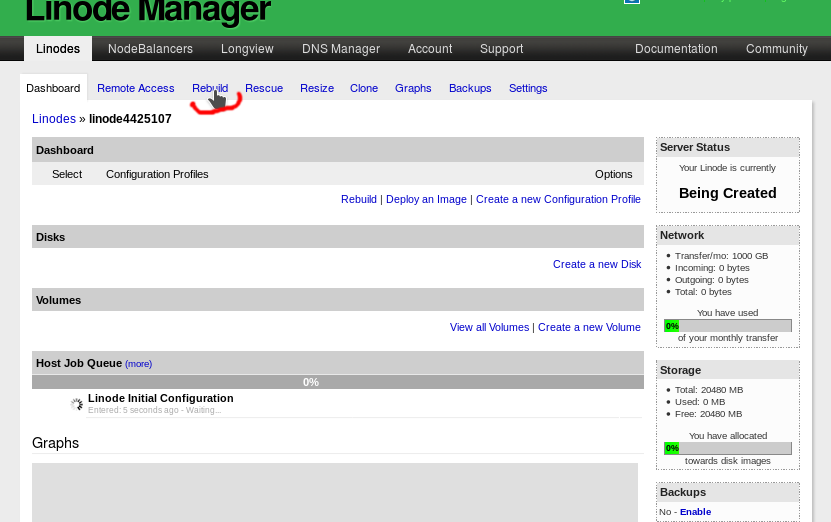 Linode Manager
Linodes NodeBalancers Longview DNS Manager Account Support Documentation Community
Dashboard Remote Access Rebuild Rescue Resize Clone Graphs Backups Settings
Linodes » linode4425107
Dashboard
Select Configuration Profiles Options
Rebuild | Deploy an Image | Create a new Configuration Profile
Disks
Create a new Disk
Volumes
View all Volumes | Create a new Volume
Host Job Queue (more)
0%
Linode Initial Configuration
Entered: 5 seconds ago - Waiting...
Graphs
Server Status
Your Linode is currently
Being Created
Network
Transfer/mo: 1000 GB
Incoming: 0 bytes
Outgoing: 0 bytes
Total: 0 bytes
You have used
0%
of your monthly transfer
Storage
Total: 20480 MB
Used: 0 MB
Free: 20480 MB
You have allocated
0%
towards disk images
Backups
No - Enable